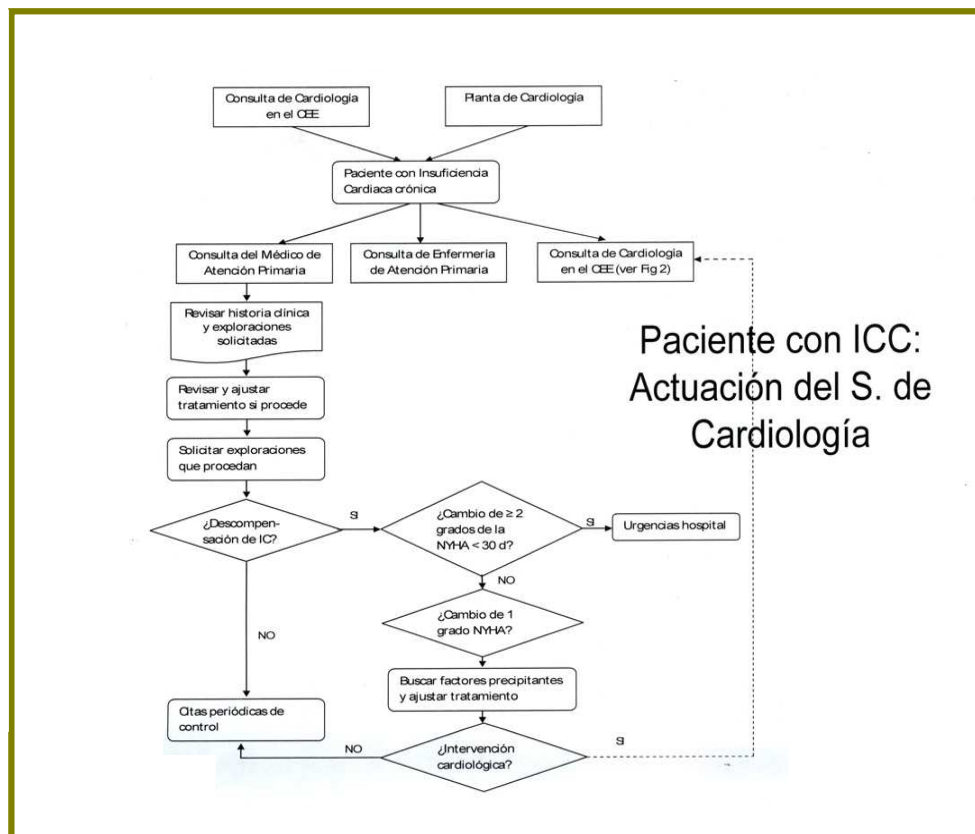 Consulta de Cardiología
en el CEE
Planta de Cardiología
Paciente con Insuficiencia
Cardiaca crónica
Consulta del Médico de
Atención Primaria
Consulta de Enfermería
de Atención Primaria
Consulta de Cardiología
en el CEE (ver Fig 2)
Revisar historia clínica
y exploraciones
solicitadas
Paciente con ICC:
Actuación del S. de
Cardiología
Revisar y ajustar
tratamiento si procede
Solicitar exploraciones
que procedan
¿Descompen-
sación de IC?
SI
¿Cambio de ≥ 2
grados de la
NYHA < 30 d?
SI
Urgencias hospital
NO
¿Cambio de 1
grado NYHA?
NO
Buscar factores precipitantes
y ajustar tratamiento
Citas periódicas de
control
NO
¿Intervención
cardiológica?
SI